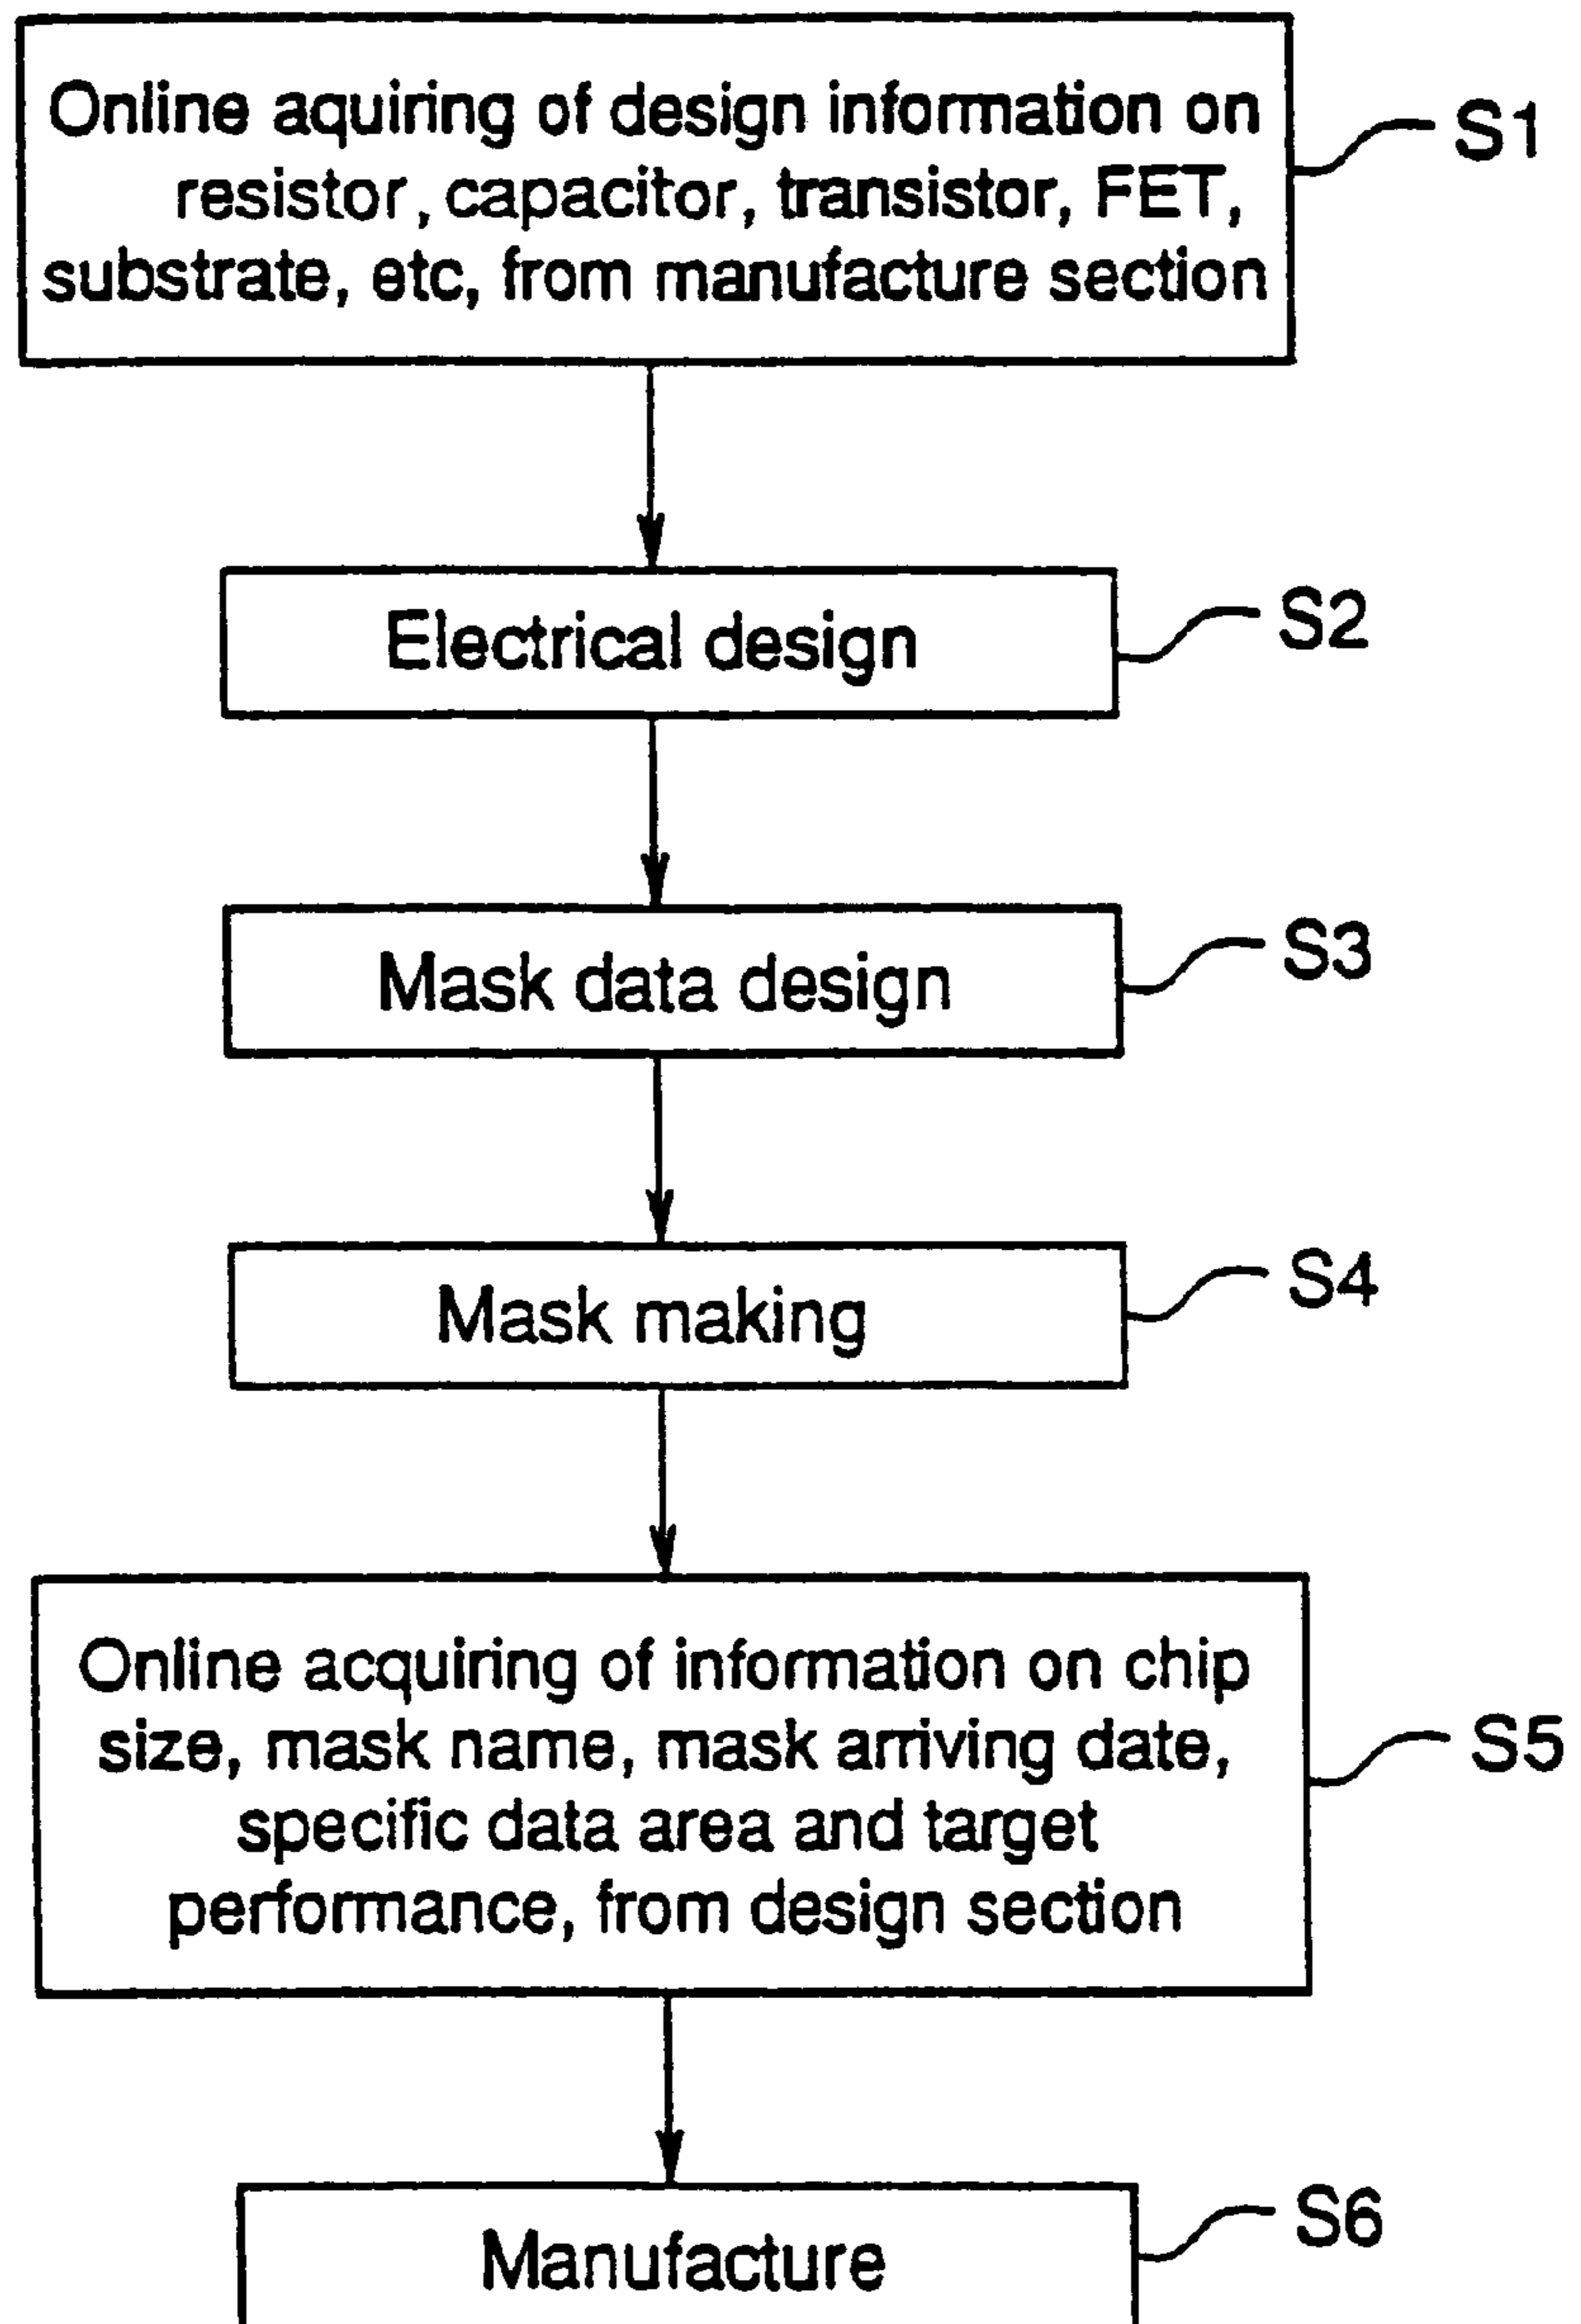 Online aquiring of design information on
resistor, capacitor, transistor, FET,
substrate, etc, from manufacture section
S1
Electrical design
S2
Mask data design
S3
Mask making
S4
Online acquiring of information on chip
size, mask name, mask arriving date,
specific data area and target
performance, from design section
S5
Manufacture
S6